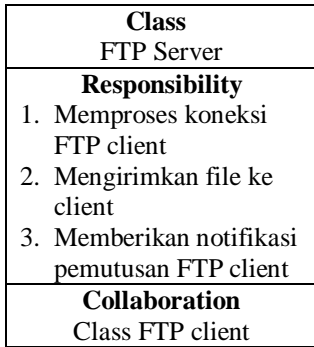 Class
FTP Server
Responsibility
1. Memproses koneksi
FTP client
2. Mengirimkan file ke
client
3. Memberikan notifikasi
pemutusan FTP client
Collaboration
Class FTP client